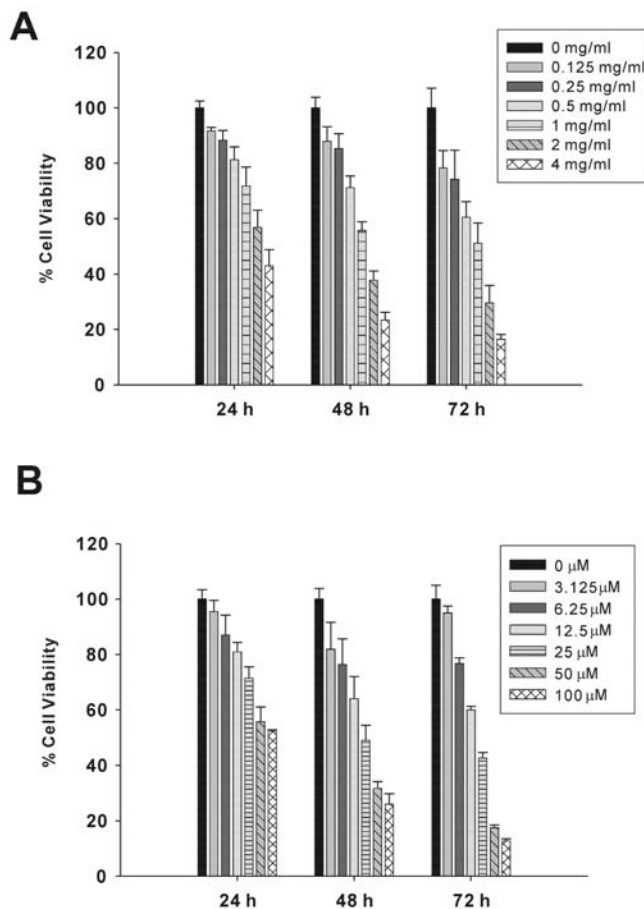 A
0 mg/ml
0.125 mg/ml
0.25 mg/ml
0.5 mg/ml
1 mg/ml
2 mg/ml
4 mg/ml
120
100
80
60
40
20
0
% Cell Viability
24 h 48 h 72 h
B
0 μM
3.125μM
6.25μM
12.5μM
25 μM
50 μM
100 μM
120
100
80
60
40
20
0
% Cell Viability
24 h 48 h 72 h